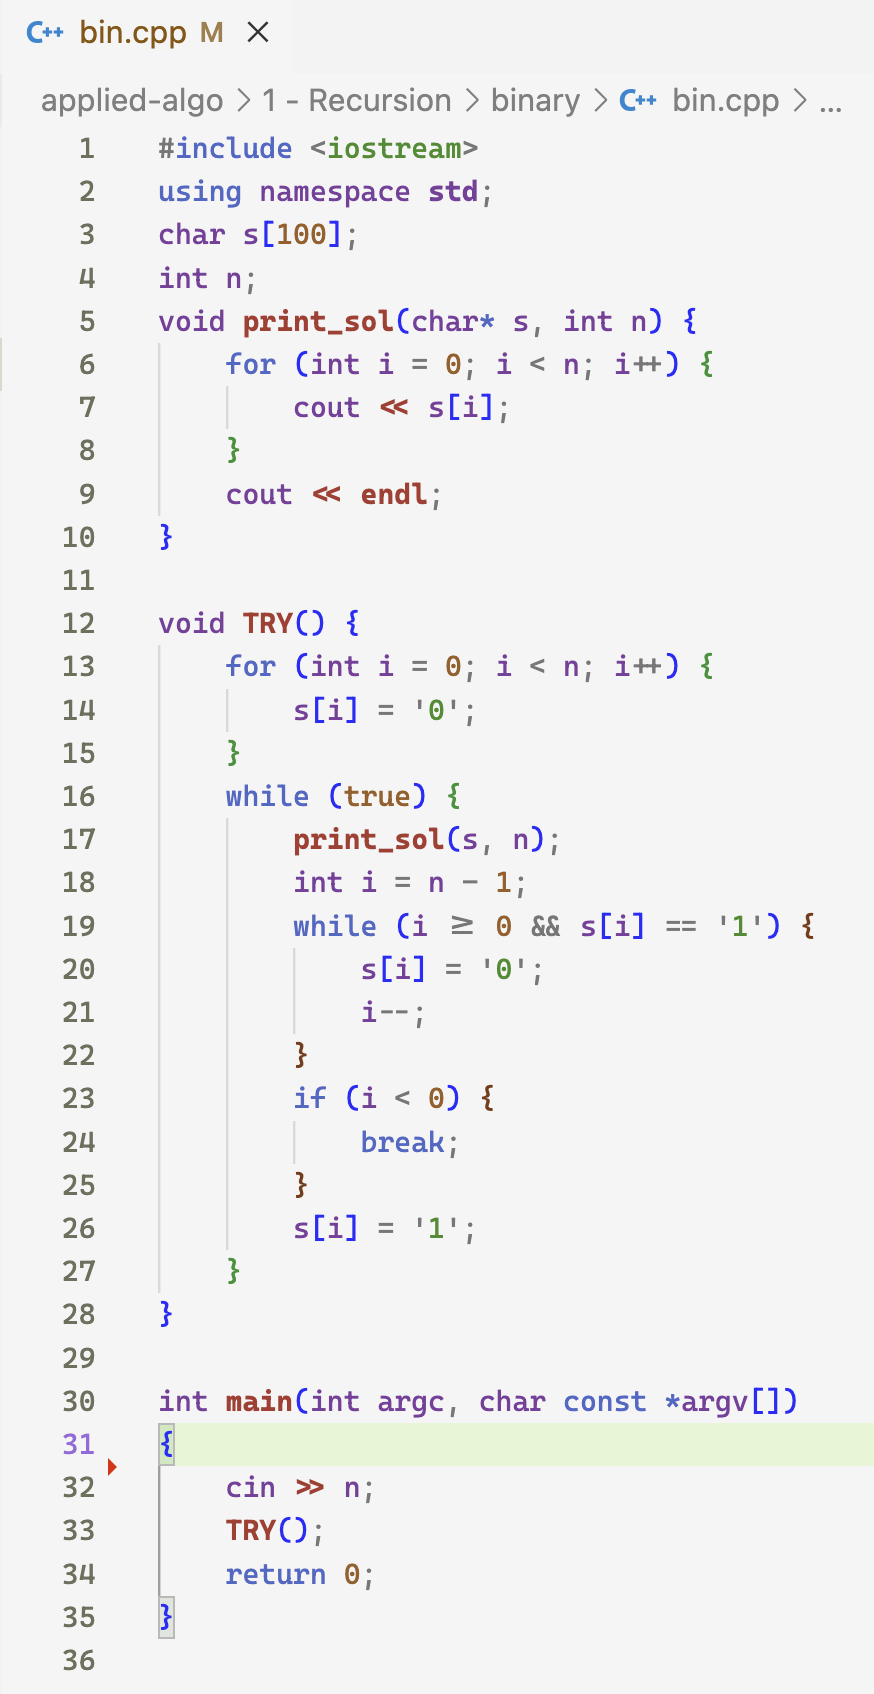 C++ bin.cpp M ×
applied-algo > 1 - Recursion > binary > C++ bin.cpp > ...
1 #include <iostream>
2 using namespace std;
3 char s[100];
4 int n;
5 void print_sol(char* s, int n) {
6     for (int i = 0; i < n; i++) {
7         cout << s[i];
8     }
9     cout << endl;
10 }
11
12 void TRY() {
13     for (int i = 0; i < n; i++) {
14         s[i] = '0';
15     }
16     while (true) {
17         print_sol(s, n);
18         int i = n - 1;
19         while (i >= 0 && s[i] == '1') {
20             s[i] = '0';
21             i--;
22         }
23         if (i < 0) {
24             break;
25         }
26         s[i] = '1';
27     }
28 }
29
30 int main(int argc, char const *argv[])
31 {
32     cin >> n;
33     TRY();
34     return 0;
35 }
36